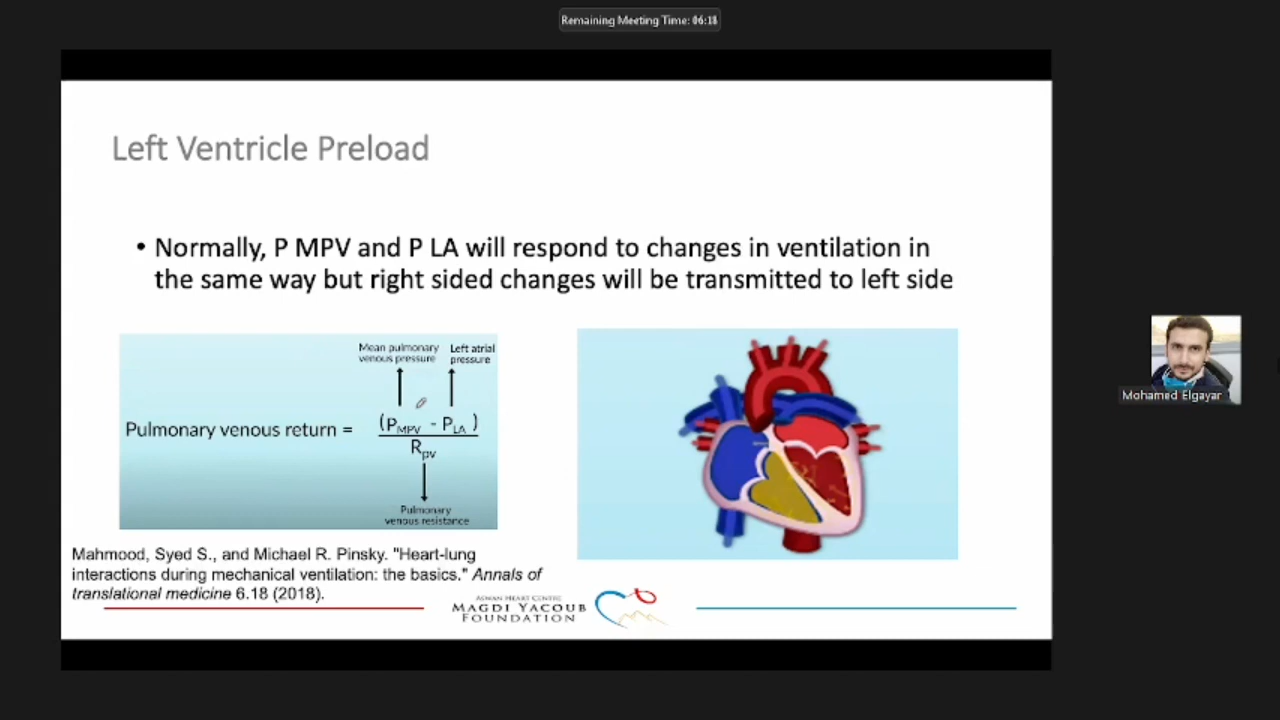 Remaining Meeting Time: 06:18
Left Ventricle Preload
• Normally, P MPV and P LA will respond to changes in ventilation in
the same way but right sided changes will be transmitted to left side
Mean pulmonary
venous pressure
Left atrial
pressure
Pulmonary venous return =
(PMPV - PLA )
Rpv
Pulmonary
venous resistance
Mahmood, Syed S., and Michael R. Pinsky. "Heart-lung
interactions during mechanical ventilation: the basics." Annals of
translational medicine 6.18 (2018).
ASWAN HEART CENTRE
MAGDI YACOUB
FOUNDATION
Mohamed Elgayar